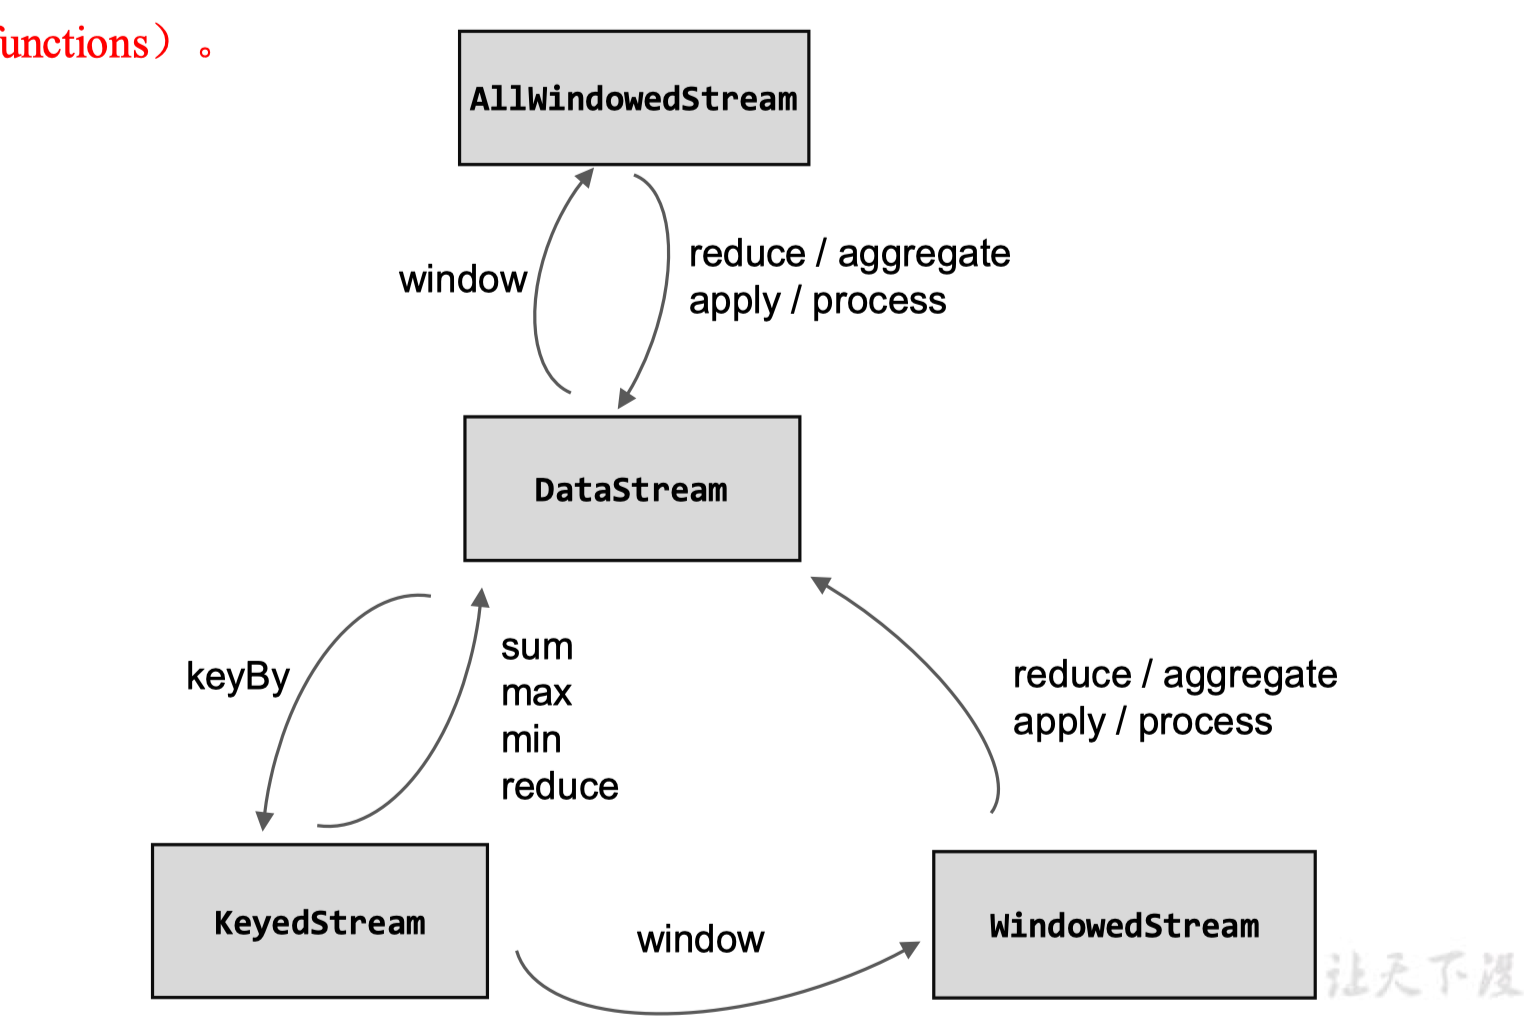 unctions）。
AllWindowedStream
window
reduce / aggregate
apply / process
DataStream
keyBy
sum
max
min
reduce
reduce / aggregate
apply / process
KeyedStream
window
WindowedStream
让天下没